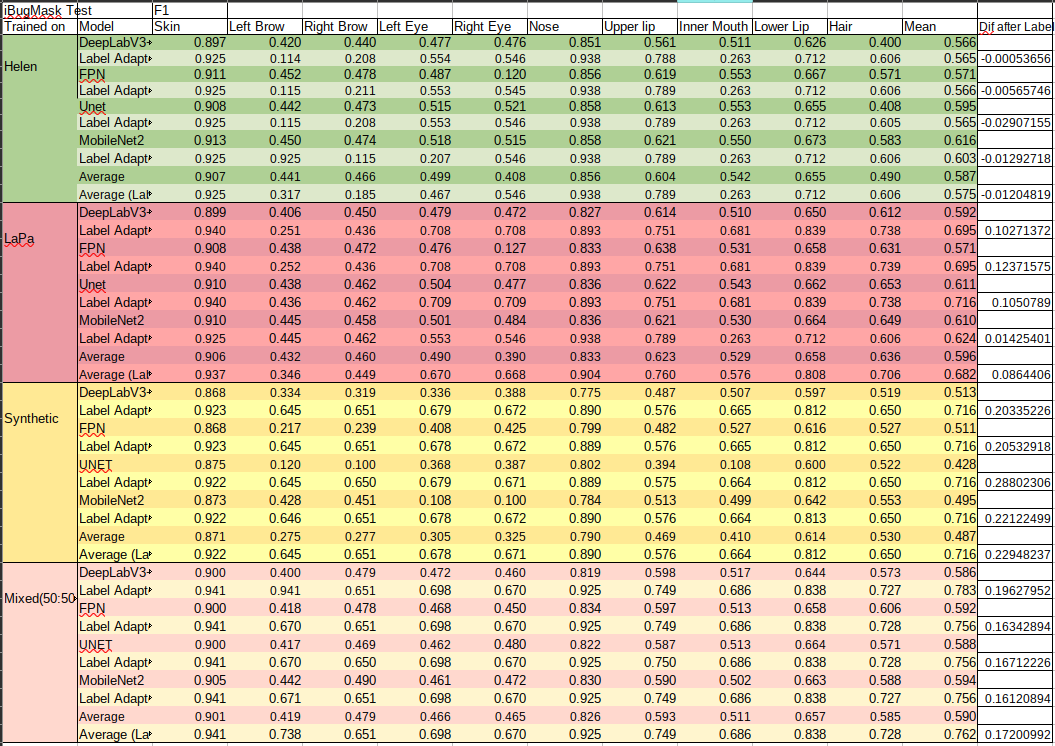 iBugMask Test F1
Trained on Model Skin Left Brow Right Brow Left Eye Right Eye Nose Upper lip Inner Mouth Lower Lip Hair Mean Dif after Label
DeepLabV3+ 0.897 0.420 0.440 0.477 0.476 0.851 0.561 0.511 0.626 0.400 0.566
Helen Label Adapt 0.925 0.114 0.208 0.554 0.546 0.938 0.788 0.263 0.712 0.606 0.565 -0.00053656
FPN 0.911 0.452 0.478 0.487 0.120 0.856 0.619 0.553 0.667 0.571 0.571
Label Adapt 0.925 0.115 0.211 0.553 0.545 0.938 0.789 0.263 0.712 0.606 0.566 -0.00565746
Unet 0.908 0.442 0.473 0.515 0.521 0.858 0.613 0.553 0.655 0.408 0.595
Label Adapt 0.925 0.115 0.208 0.553 0.546 0.938 0.789 0.263 0.712 0.605 0.565 -0.02907155
MobileNet2 0.913 0.450 0.474 0.518 0.515 0.858 0.621 0.550 0.673 0.583 0.616
Label Adapt 0.925 0.925 0.115 0.207 0.546 0.938 0.789 0.263 0.712 0.606 0.603 -0.01292718
Average 0.907 0.441 0.466 0.499 0.408 0.856 0.604 0.542 0.655 0.490 0.587
Average (Lal 0.925 0.317 0.185 0.467 0.546 0.938 0.789 0.263 0.712 0.606 0.575 -0.01204819
DeepLabV3+ 0.899 0.406 0.450 0.479 0.472 0.827 0.614 0.510 0.650 0.612 0.592
LaPa Label Adapt 0.940 0.251 0.436 0.708 0.708 0.893 0.751 0.681 0.839 0.738 0.695 0.10271372
FPN 0.908 0.438 0.472 0.476 0.127 0.833 0.638 0.531 0.658 0.631 0.571
Label Adapt 0.940 0.252 0.436 0.708 0.708 0.893 0.751 0.681 0.839 0.739 0.695 0.12371575
Unet 0.910 0.438 0.462 0.504 0.477 0.836 0.622 0.543 0.662 0.653 0.611
Label Adapt 0.940 0.436 0.462 0.709 0.709 0.893 0.751 0.681 0.839 0.738 0.716 0.1050789
MobileNet2 0.910 0.445 0.458 0.501 0.484 0.836 0.621 0.530 0.664 0.649 0.610
Label Adapt 0.925 0.445 0.462 0.553 0.546 0.938 0.789 0.263 0.712 0.606 0.624 0.01425401
Average 0.906 0.432 0.460 0.490 0.390 0.833 0.623 0.529 0.658 0.636 0.596
Average (Lal 0.937 0.346 0.449 0.670 0.668 0.904 0.760 0.576 0.808 0.706 0.682 0.0864406
DeepLabV3- 0.868 0.334 0.319 0.336 0.388 0.775 0.487 0.507 0.597 0.519 0.513
Synthetic Label Adapt 0.923 0.645 0.651 0.679 0.672 0.890 0.576 0.665 0.812 0.650 0.716 0.20335226
FPN 0.868 0.217 0.239 0.408 0.425 0.799 0.482 0.527 0.616 0.527 0.511
Label Adapt 0.923 0.645 0.651 0.678 0.672 0.889 0.576 0.665 0.812 0.650 0.716 0.20532918
UNET 0.875 0.120 0.100 0.368 0.387 0.802 0.394 0.108 0.600 0.522 0.428
Label Adapt 0.922 0.645 0.650 0.679 0.671 0.889 0.575 0.664 0.812 0.650 0.716 0.28802306
MobileNet2 0.873 0.428 0.451 0.108 0.100 0.784 0.513 0.499 0.642 0.553 0.495
Label Adapt 0.922 0.646 0.651 0.678 0.672 0.890 0.576 0.664 0.813 0.650 0.716 0.22122499
Average 0.871 0.275 0.277 0.305 0.325 0.790 0.469 0.410 0.614 0.530 0.487
Average (La 0.922 0.645 0.651 0.678 0.671 0.890 0.576 0.664 0.812 0.650 0.716 0.22948237
DeepLabV3- 0.900 0.400 0.479 0.472 0.460 0.819 0.598 0.517 0.644 0.573 0.586
Label Adapt 0.941 0.941 0.651 0.698 0.670 0.925 0.749 0.686 0.838 0.727 0.783 0.19627952
Mixed(50:50 FPN 0.900 0.418 0.478 0.468 0.450 0.834 0.597 0.513 0.658 0.606 0.592
Label Adapt 0.941 0.670 0.651 0.698 0.670 0.925 0.749 0.686 0.838 0.728 0.756 0.16342894
UNET 0.900 0.417 0.469 0.462 0.480 0.822 0.587 0.513 0.664 0.571 0.588
Label Adapt 0.941 0.670 0.650 0.698 0.670 0.925 0.750 0.686 0.838 0.728 0.756 0.16712226
MobileNet2 0.905 0.442 0.490 0.461 0.472 0.830 0.590 0.502 0.663 0.588 0.594
Label Adapt 0.941 0.671 0.651 0.698 0.670 0.925 0.749 0.686 0.838 0.727 0.756 0.16120894
Average 0.901 0.419 0.479 0.466 0.465 0.826 0.593 0.511 0.657 0.585 0.590
Average (La 0.941 0.738 0.651 0.698 0.670 0.925 0.749 0.686 0.838 0.728 0.762 0.17200992